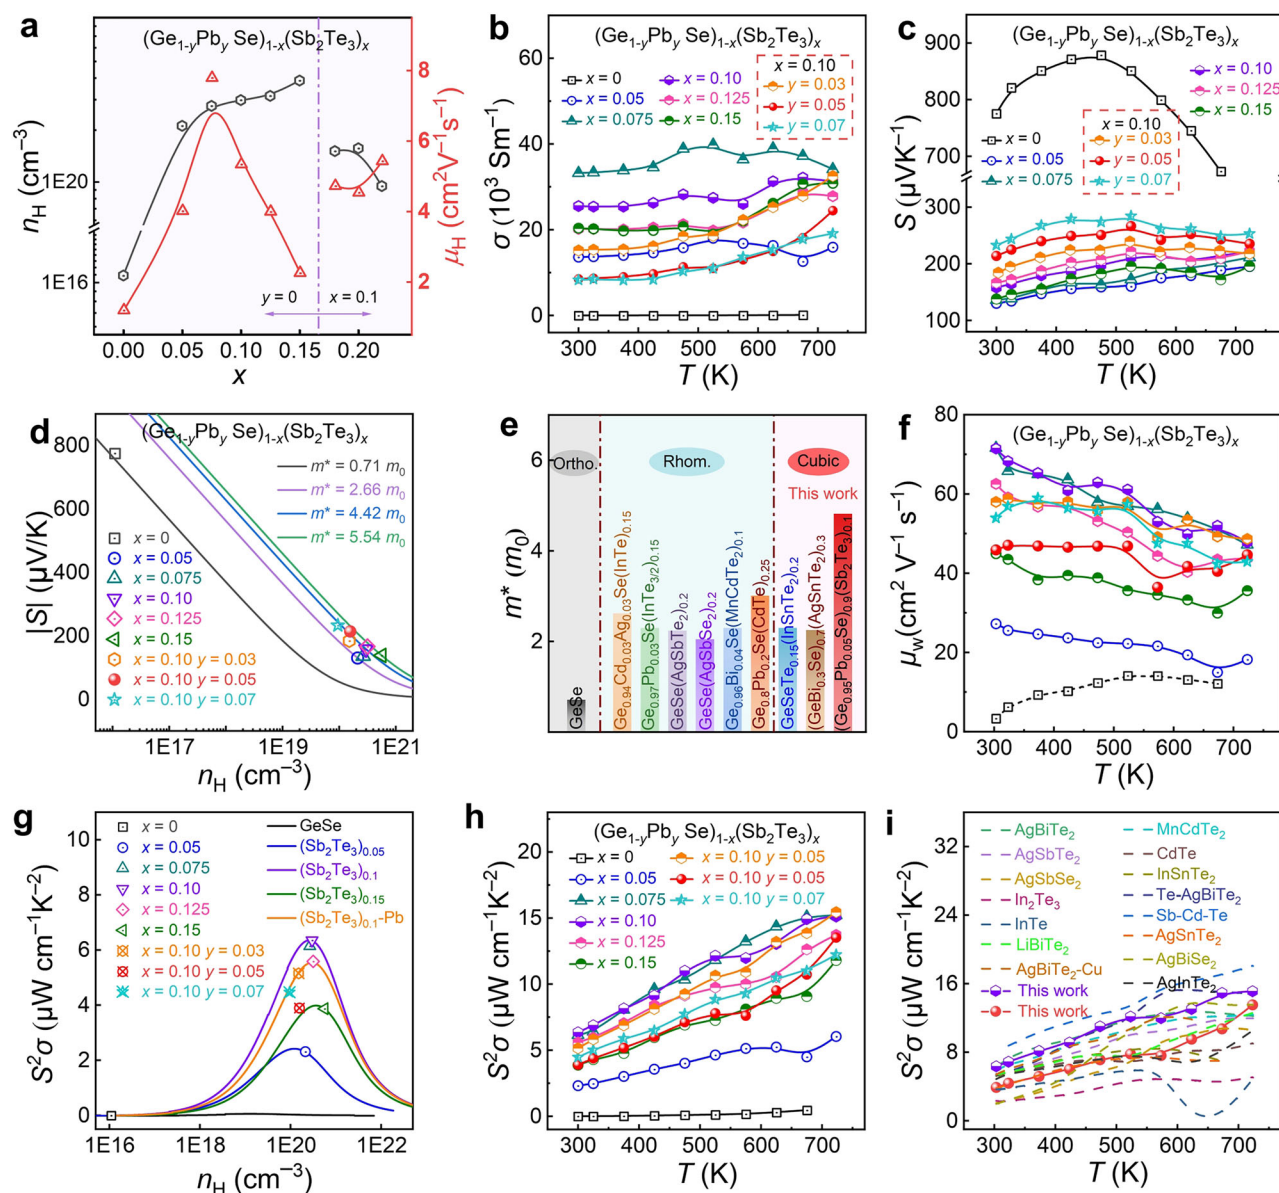 a
(Ge1-yPby Se)1-x(Sb2Te3)x
nH (cm−3)
1E20
1E16
8
6
4
2
μH (cm2V−1s−1)
y = 0
x = 0.1
0.00 0.05 0.10 0.15 0.20
x
b
(Ge1-yPby Se)1-x(Sb2Te3)x
x = 0
x = 0.05
x = 0.075
x = 0.10
x = 0.125
x = 0.15
x = 0.10
y = 0.03
y = 0.05
y = 0.07
σ (10³ Sm−1)
60
40
20
0
300 400 500 600 700
T (K)
c
(Ge1-yPby Se)1-x(Sb2Te3)x
x = 0.10
x = 0.125
x = 0.15
x = 0
x = 0.05
x = 0.075
x = 0.10
y = 0.03
y = 0.05
y = 0.07
S (μVK−1)
900
800
700
300
200
100
300 400 500 600 700
T (K)
d
(Ge1-yPby Se)1-x(Sb2Te3)x
m* = 0.71 m0
m* = 2.66 m0
m* = 4.42 m0
m* = 5.54 m0
x = 0
x = 0.05
x = 0.075
x = 0.10
x = 0.125
x = 0.15
x = 0.10 y = 0.03
x = 0.10 y = 0.05
x = 0.10 y = 0.07
|S| (μV/K)
800
600
400
200
0
1E17 1E19 1E21
nH (cm−3)
e
Ortho.
Rhom.
Cubic
This work
m* (m0)
6
4
2
GeSe
Ge0.94Cd0.03Ag0.03Se(InTe)0.15
Ge0.97Pb0.03Se(InTe3/2)0.15
GeSe(AgSbTe2)0.2
GeSe(AgSbSe2)0.2
Ge0.96Bi0.04Se(MnCdTe2)0.1
Ge0.8Pb0.2Se(CdTe)0.25
GeSeTe0.15(InSnTe2)0.2
(GeBi0.3Se)0.7(AgSnTe2)0.3
(Ge0.95Pb0.05Se)0.9(Sb2Te3)0.1
f
(Ge1-yPby Se)1-x(Sb2Te3)x
μw(cm2 V−1 s−1)
80
60
40
20
0
300 400 500 600 700
T (K)
g
x = 0
x = 0.05
x = 0.075
x = 0.10
x = 0.125
x = 0.15
x = 0.10 y = 0.03
x = 0.10 y = 0.05
x = 0.10 y = 0.07
GeSe
(Sb2Te3)0.05
(Sb2Te3)0.1
(Sb2Te3)0.15
(Sb2Te3)0.1-Pb
S2σ (μW cm−1K−2)
10
8
6
4
2
0
1E16 1E18 1E20 1E22
nH (cm−3)
h
(Ge1-yPby Se)1-x(Sb2Te3)x
x = 0
x = 0.05
x = 0.075
x = 0.10
x = 0.125
x = 0.15
x = 0.10 y = 0.05
x = 0.10 y = 0.05
x = 0.10 y = 0.07
S2σ (μW cm−1K−2)
20
15
10
5
0
300 400 500 600 700
T (K)
i
AgBiTe2
AgSbTe2
AgSbSe2
In2Te3
InTe
LiBiTe2
AgBiTe2-Cu
This work
This work
MnCdTe2
CdTe
InSnTe2
Te-AgBiTe2
Sb-Cd-Te
AgSnTe2
AgBiSe2
AgInTe2
S2σ (μW cm−1K−2)
32
24
16
8
0
300 400 500 600 700
T (K)